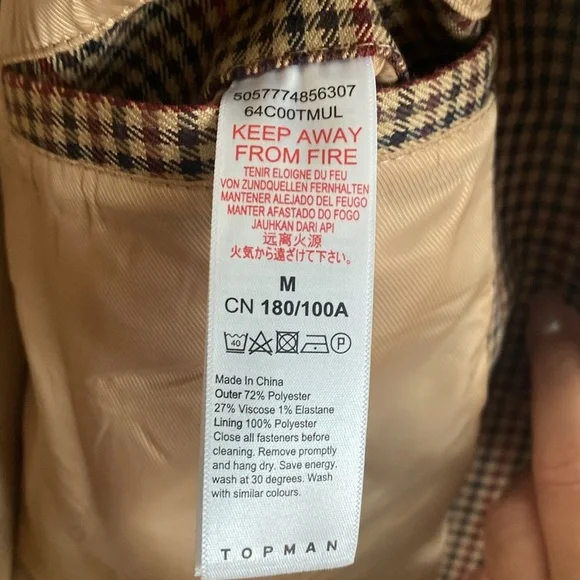 5057774856307
64C00TMUL
KEEP AWAY
FROM FIRE
TENIR ELOIGNE DU FEU
VON ZUNDQUELLEN FERNHALTEN
MANTENER ALEJADO DEL FEUGO
MANTER AFASTADO DO FOGO
JAUHKAN DARI API
远离火源
火気から遠ざけて下さい。
M
CN 180/100A
40 P
Made In China
Outer 72% Polyester
27% Viscose 1% Elastane
Lining 100% Polyester
Close all fasteners before
cleaning. Remove promptly
and hang dry. Save energy,
wash at 30 degrees. Wash
with similar colours.
TOPMAN